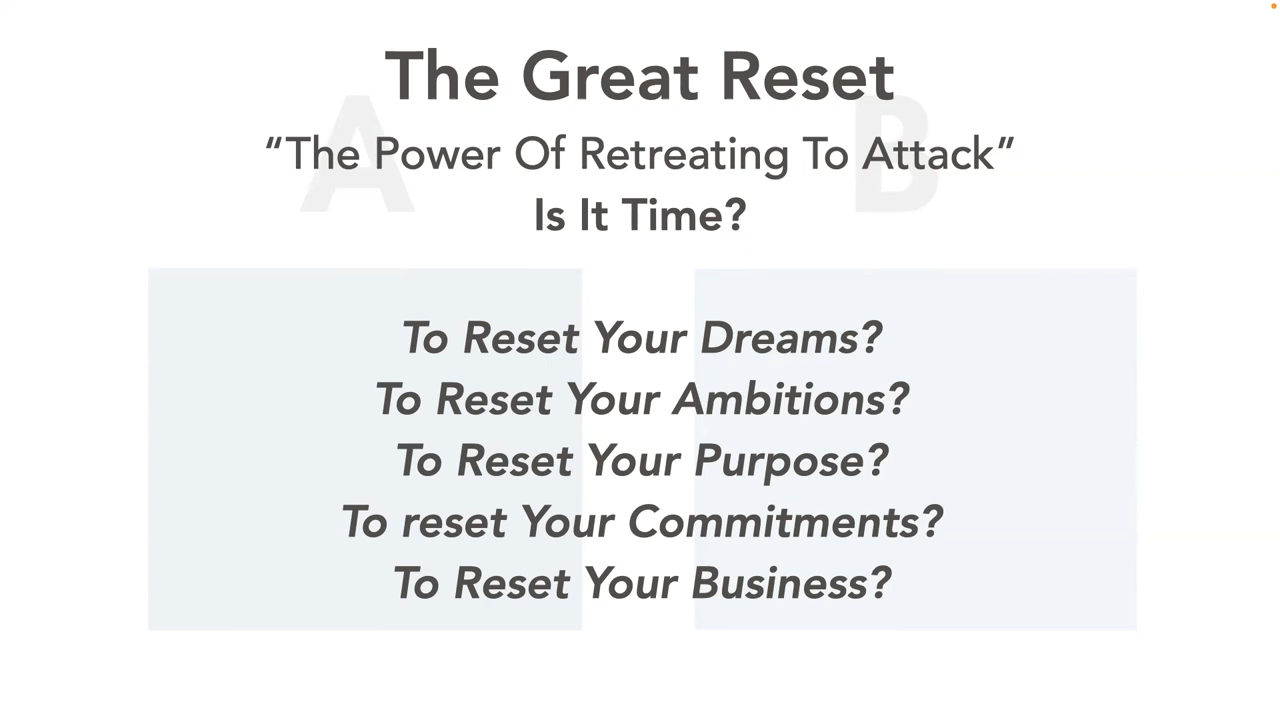 The Great Reset
A
B
“The Power Of Retreating To Attack”
Is It Time?
To Reset Your Dreams?
To Reset Your Ambitions?
To Reset Your Purpose?
To reset Your Commitments?
To Reset Your Business?